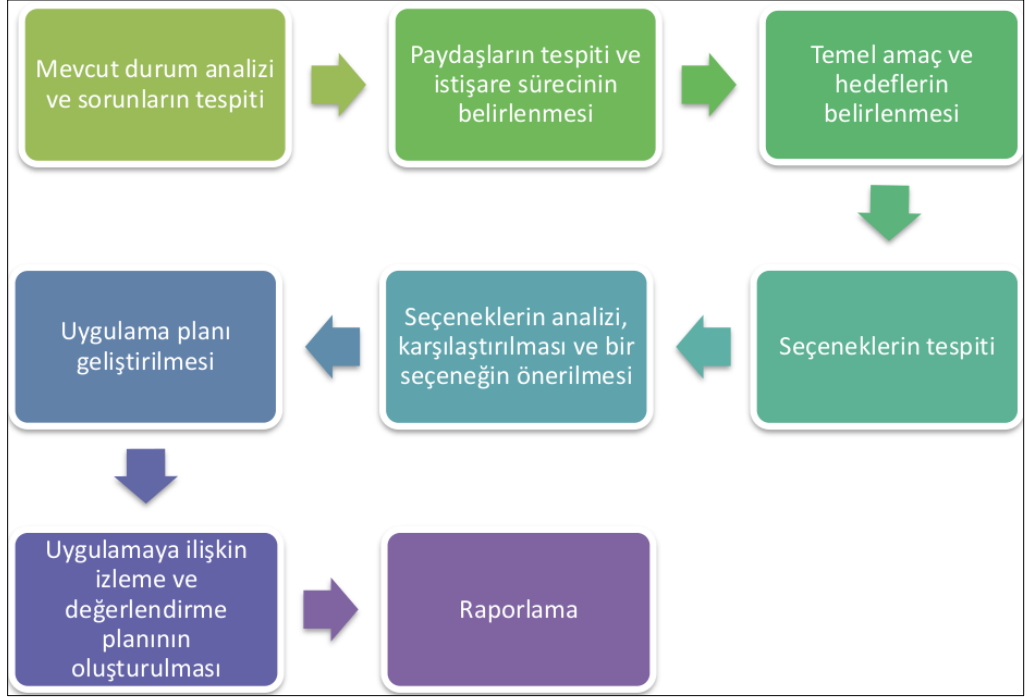 Mevcut durum analizi
ve sorunların tespiti
Paydaşların tespiti ve
istişare sürecinin
belirlenmesi
Temel amaç ve
hedeflerin
belirlenmesi
Seçeneklerin tespiti
Seçeneklerin analizi,
karşılaştırılması ve bir
seçeneğin önerilmesi
Uygulama planı
geliştirilmesi
Uygulamaya ilişkin
izleme ve
değerlendirme
planının
oluşturulması
Raporlama